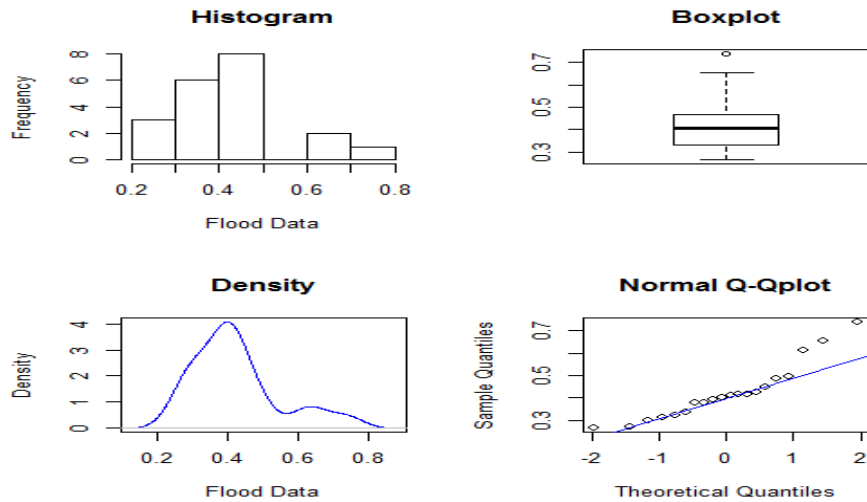 Histogram
Frequency
0 2 4 6 8
0.2 0.4 0.6 0.8
Flood Data
Boxplot
0.3 0.5 0.7
Density
Density
0 1 2 3 4
0.2 0.4 0.6 0.8
Flood Data
Normal Q-Qplot
Sample Quantiles
0.3 0.5 0.7
-2 -1 0 1 2
Theoretical Quantiles